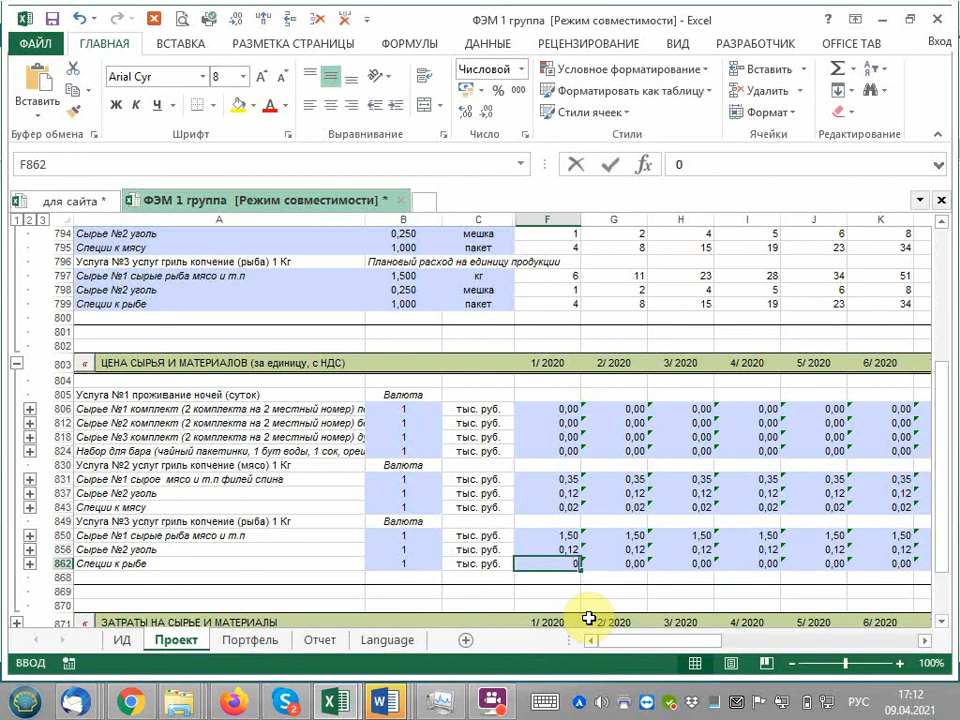 ФЭМ 1 группа [Режим совместимости] - Excel
ФАЙЛ ГЛАВНАЯ ВСТАВКА РАЗМЕТКА СТРАНИЦЫ ФОРМУЛЫ ДАННЫЕ РЕЦЕНЗИРОВАНИЕ ВИД РАЗРАБОТЧИК OFFICE TAB Вход
Вставить
Arial Cyr 8
Ж К Ч
Числовой
% 000
Условное форматирование
Форматировать как таблицу
Стили ячеек
Вставить
Удалить
Формат
Буфер обмена Шрифт Выравнивание Число Стили Ячейки Редактирование
F862 fx 0
для сайта * ФЭМ 1 группа [Режим совместимости] *
1 2 3 A B C F G H I J K
794 Сырье №2 уголь 0,250 мешка 1 2 4 5 6 8
795 Специи к мясу 1,000 пакет 4 8 15 19 23 34
796 Услуга №3 услуг гриль копчение (рыба) 1 Кг Плановый расход на единицу продукции
797 Сырье №1 сырые рыба мясо и т.п 1,500 кг 6 11 23 28 34 51
798 Сырье №2 уголь 0,250 мешка 1 2 4 5 6 8
799 Специи к рыбе 1,000 пакет 4 8 15 19 23 34
800
801
802
803 « ЦЕНА СЫРЬЯ И МАТЕРИАЛОВ (за единицу, с НДС) 1/ 2020 2/ 2020 3/ 2020 4/ 2020 5/ 2020 6/ 2020
804
805 Услуга №1 проживание ночей (суток) Валюта
806 Сырье №1 комплект (2 комплекта на 2 местный номер) по 1 тыс. руб. 0,00 0,00 0,00 0,00 0,00 0,00
812 Сырье №2 комплект (2 комплекта на 2 местный номер) бе 1 тыс. руб. 0,00 0,00 0,00 0,00 0,00 0,00
818 Сырье №3 комплект (2 комплекта на 2 местный номер) ду 1 тыс. руб. 0,00 0,00 0,00 0,00 0,00 0,00
824 Набор для бара (чайный пакетинки, 1 бут воды, 1 сок, ореш 1 тыс. руб. 0,00 0,00 0,00 0,00 0,00 0,00
830 Услуга №2 услуг гриль копчение (мясо) 1 Кг Валюта
831 Сырье №1 сырое мясо и т.п филей спина 1 тыс. руб. 0,35 0,35 0,35 0,35 0,35 0,35
837 Сырье №2 уголь 1 тыс. руб. 0,12 0,12 0,12 0,12 0,12 0,12
843 Специи к мясу 1 тыс. руб. 0,02 0,02 0,02 0,02 0,02 0,02
849 Услуга №3 услуг гриль копчение (рыба) 1 Кг Валюта
850 Сырье №1 сырые рыба мясо и т.п 1 тыс. руб. 1,50 1,50 1,50 1,50 1,50 1,50
856 Сырье №2 уголь 1 тыс. руб. 0,12 0,12 0,12 0,12 0,12 0,12
862 Специи к рыбе 1 тыс. руб. 0 0,00 0,00 0,00 0,00 0,00
868
869
870
871 « ЗАТРАТЫ НА СЫРЬЕ И МАТЕРИАЛЫ 1/ 2020 2/ 2020 3/ 2020 4/ 2020 5/ 2020 6/ 2020
ИД Проект Портфель Отчет Language
ВВОД 100%
РУС 17:12
09.04.2021